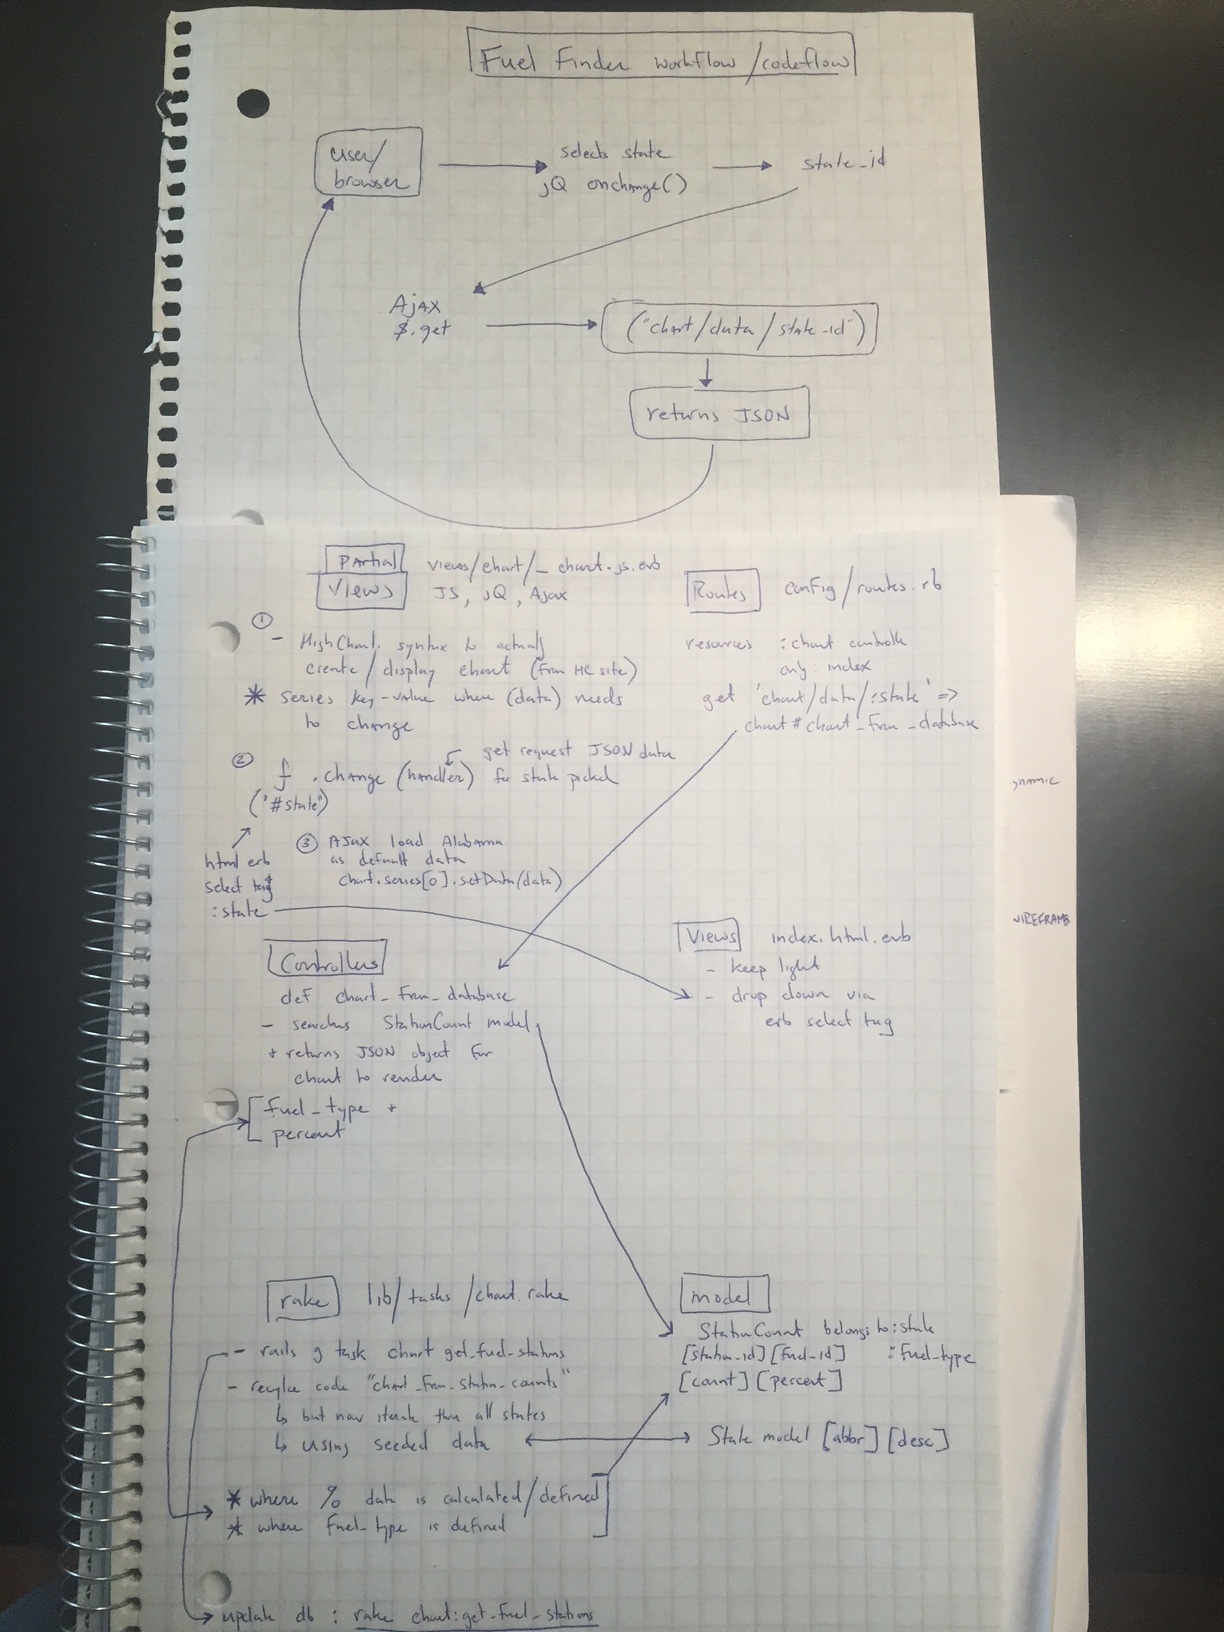 Fuel Finder workflow/codeflow
user/
browser
selects state
jQ onchange()
state_id
Ajax
$.get
("chart/data/state_id")
returns JSON
Partial
Views
views/chart/_chart.js.erb
JS, jQ, Ajax
Routes
config/routes.rb
①
- HighChart syntax to actually
create/display chart (from HC site)
* series key-value where (data) needs
to change
resources :chart controlle
only: index
get 'chart/data/:state' =>
chart#chart_from_database
②
.change (handler)
get request JSON data
for state picked
("#state")
html erb
select tag
:state
③ AJax load Alabama
as default data
chart.series[0].setData(data)
Controllers
def chart_from_database
- searches StationCount model
+ returns JSON object for
chart to render
[fuel_type +
percent
Views
index.html.erb
- keep light
- drop down via
erb select tag
ynamic
wireframe
rake
lib/tasks/chart.rake
- rails g task chart get_fuel_stations
- recycle code "chart_from_station_counts"
↳ but now iterate thru all states
↳ using seeded data
* where % data is calculated/defined
* where fuel_type is defined
update db : rake chart:get_fuel_stations
model
StationCount belongs to :state
[station_id] [fuel_id] :fuel_type
[count] [percent]
State model [abbr] [desc]